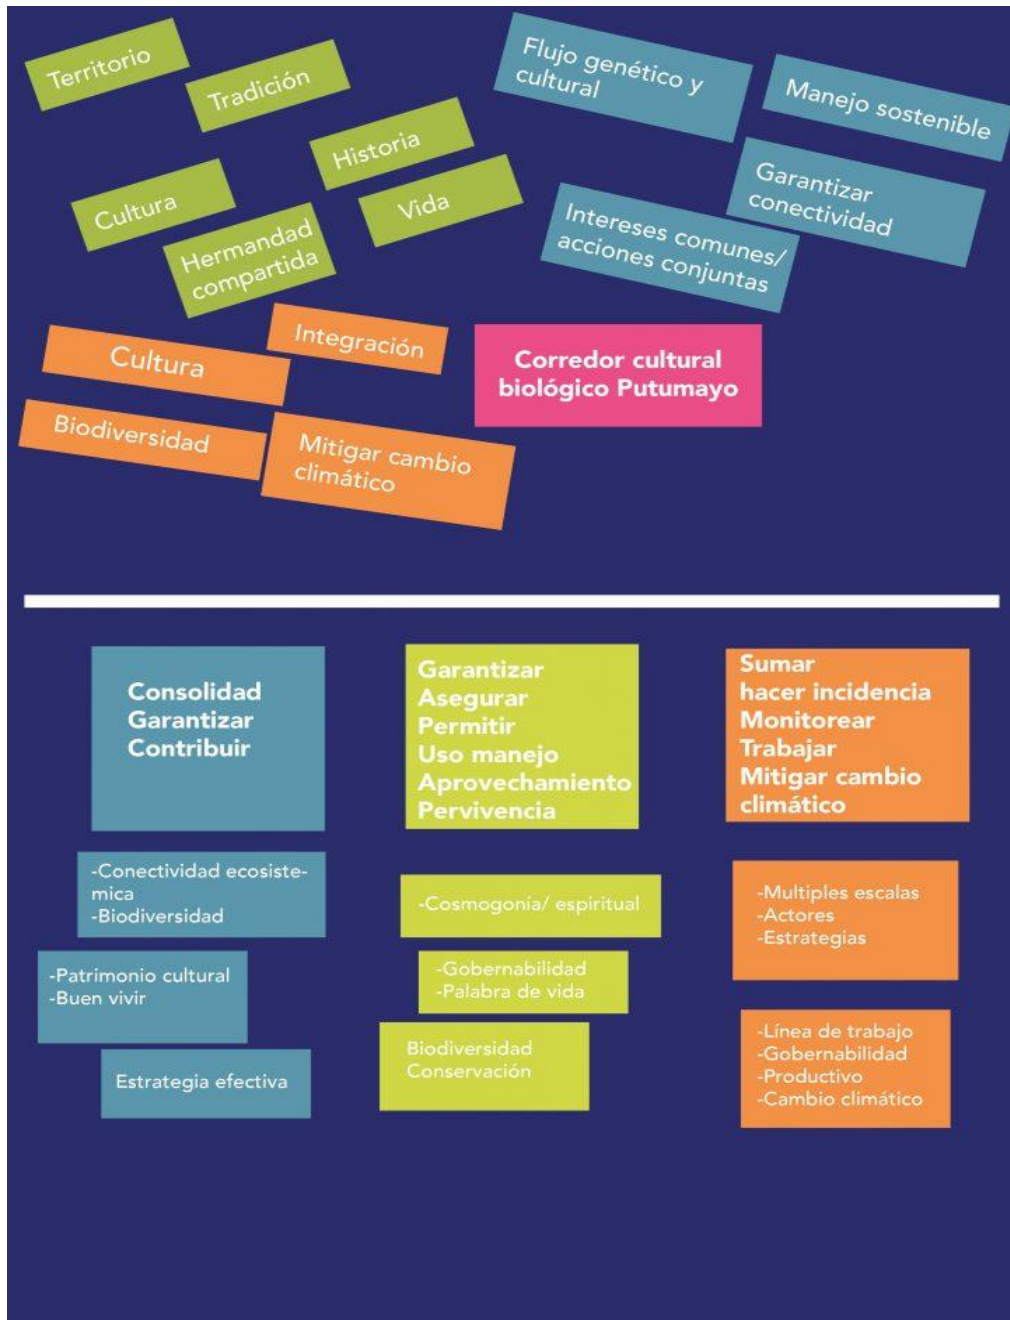 Territorio
Tradición
Historia
Cultura
Vida
Hermandad
compartida
Flujo genético y
cultural
Manejo sostenible
Garantizar
conectividad
Intereses comunes/
acciones conjuntas
Cultura
Integración
Biodiversidad
Mitigar cambio
climático
Corredor cultural
biológico Putumayo
Consolidad
Garantizar
Contribuir
-Conectividad ecosiste-
mica
-Biodiversidad
-Patrimonio cultural
-Buen vivir
Estrategia efectiva
Garantizar
Asegurar
Permitir
Uso manejo
Aprovechamiento
Pervivencia
-Cosmogonía/ espiritual
-Gobernabilidad
-Palabra de vida
Biodiversidad
Conservación
Sumar
hacer incidencia
Monitorear
Trabajar
Mitigar cambio
climático
-Multiples escalas
-Actores
-Estrategias
-Línea de trabajo
-Gobernabilidad
-Productivo
-Cambio climático